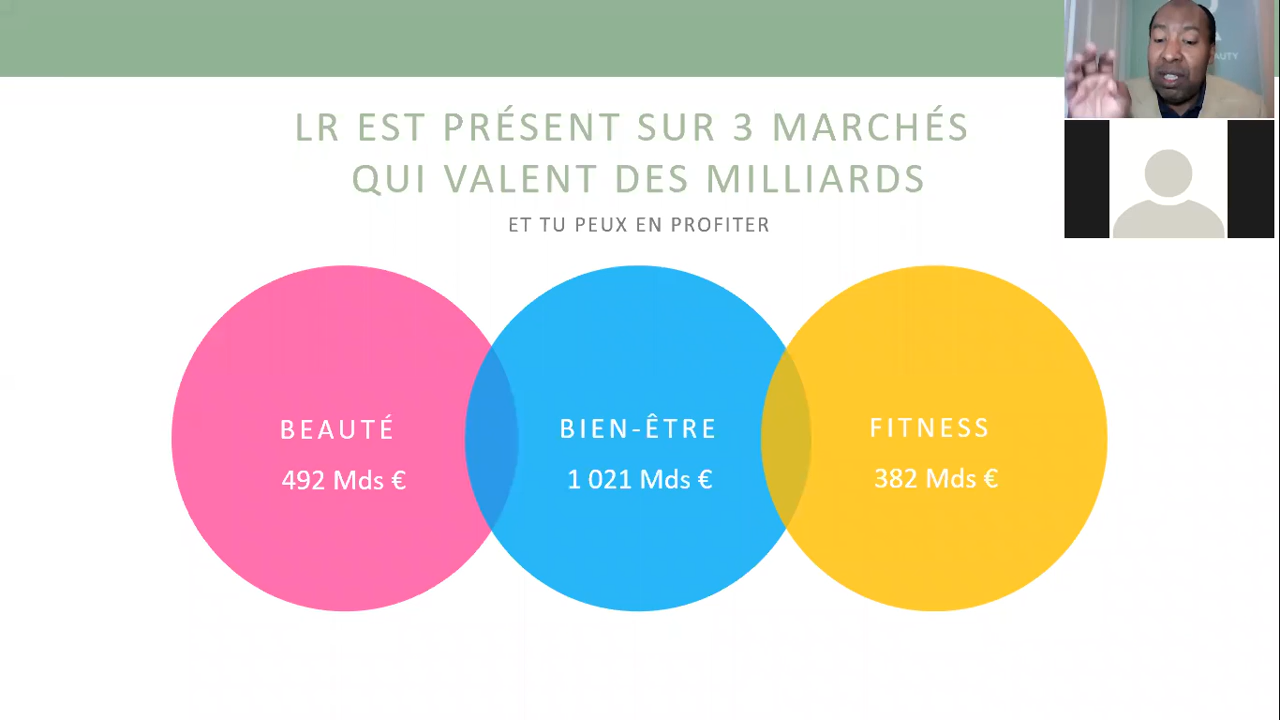 LR EST PRÉSENT SUR 3 MARCHÉS
QUI VALENT DES MILLIARDS
ET TU PEUX EN PROFITER
BEAUTÉ
492 Mds €
BIEN-ÊTRE
1 021 Mds €
FITNESS
382 Mds €